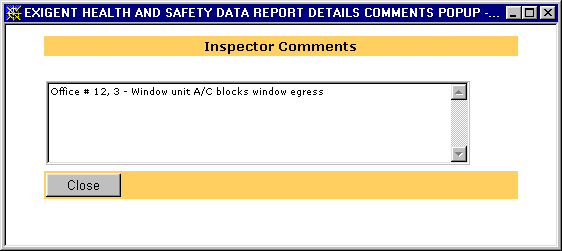 EXIGENT HEALTH AND SAFETY DATA REPORT DETAILS COMMENTS POPUP -...
Inspector Comments
Office # 12, 3 - Window unit A/C blocks window egress
Close